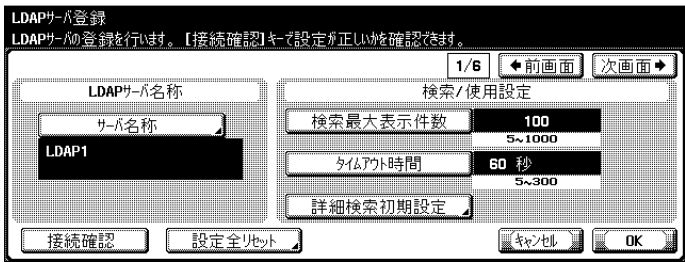 LDAPサーバ登録
LDAPサーバの登録を行います。【接続確認】キーで設定が正しいかを確認できます。
1/6 ←前画面 次画面→
LDAPサーバ名称
サーバ名称
LDAP1
検索/使用設定
検索最大表示件数 100
5~1000
タイムアウト時間 60 秒
5~300
詳細検索初期設定
接続確認 設定全リセット キャンセル OK